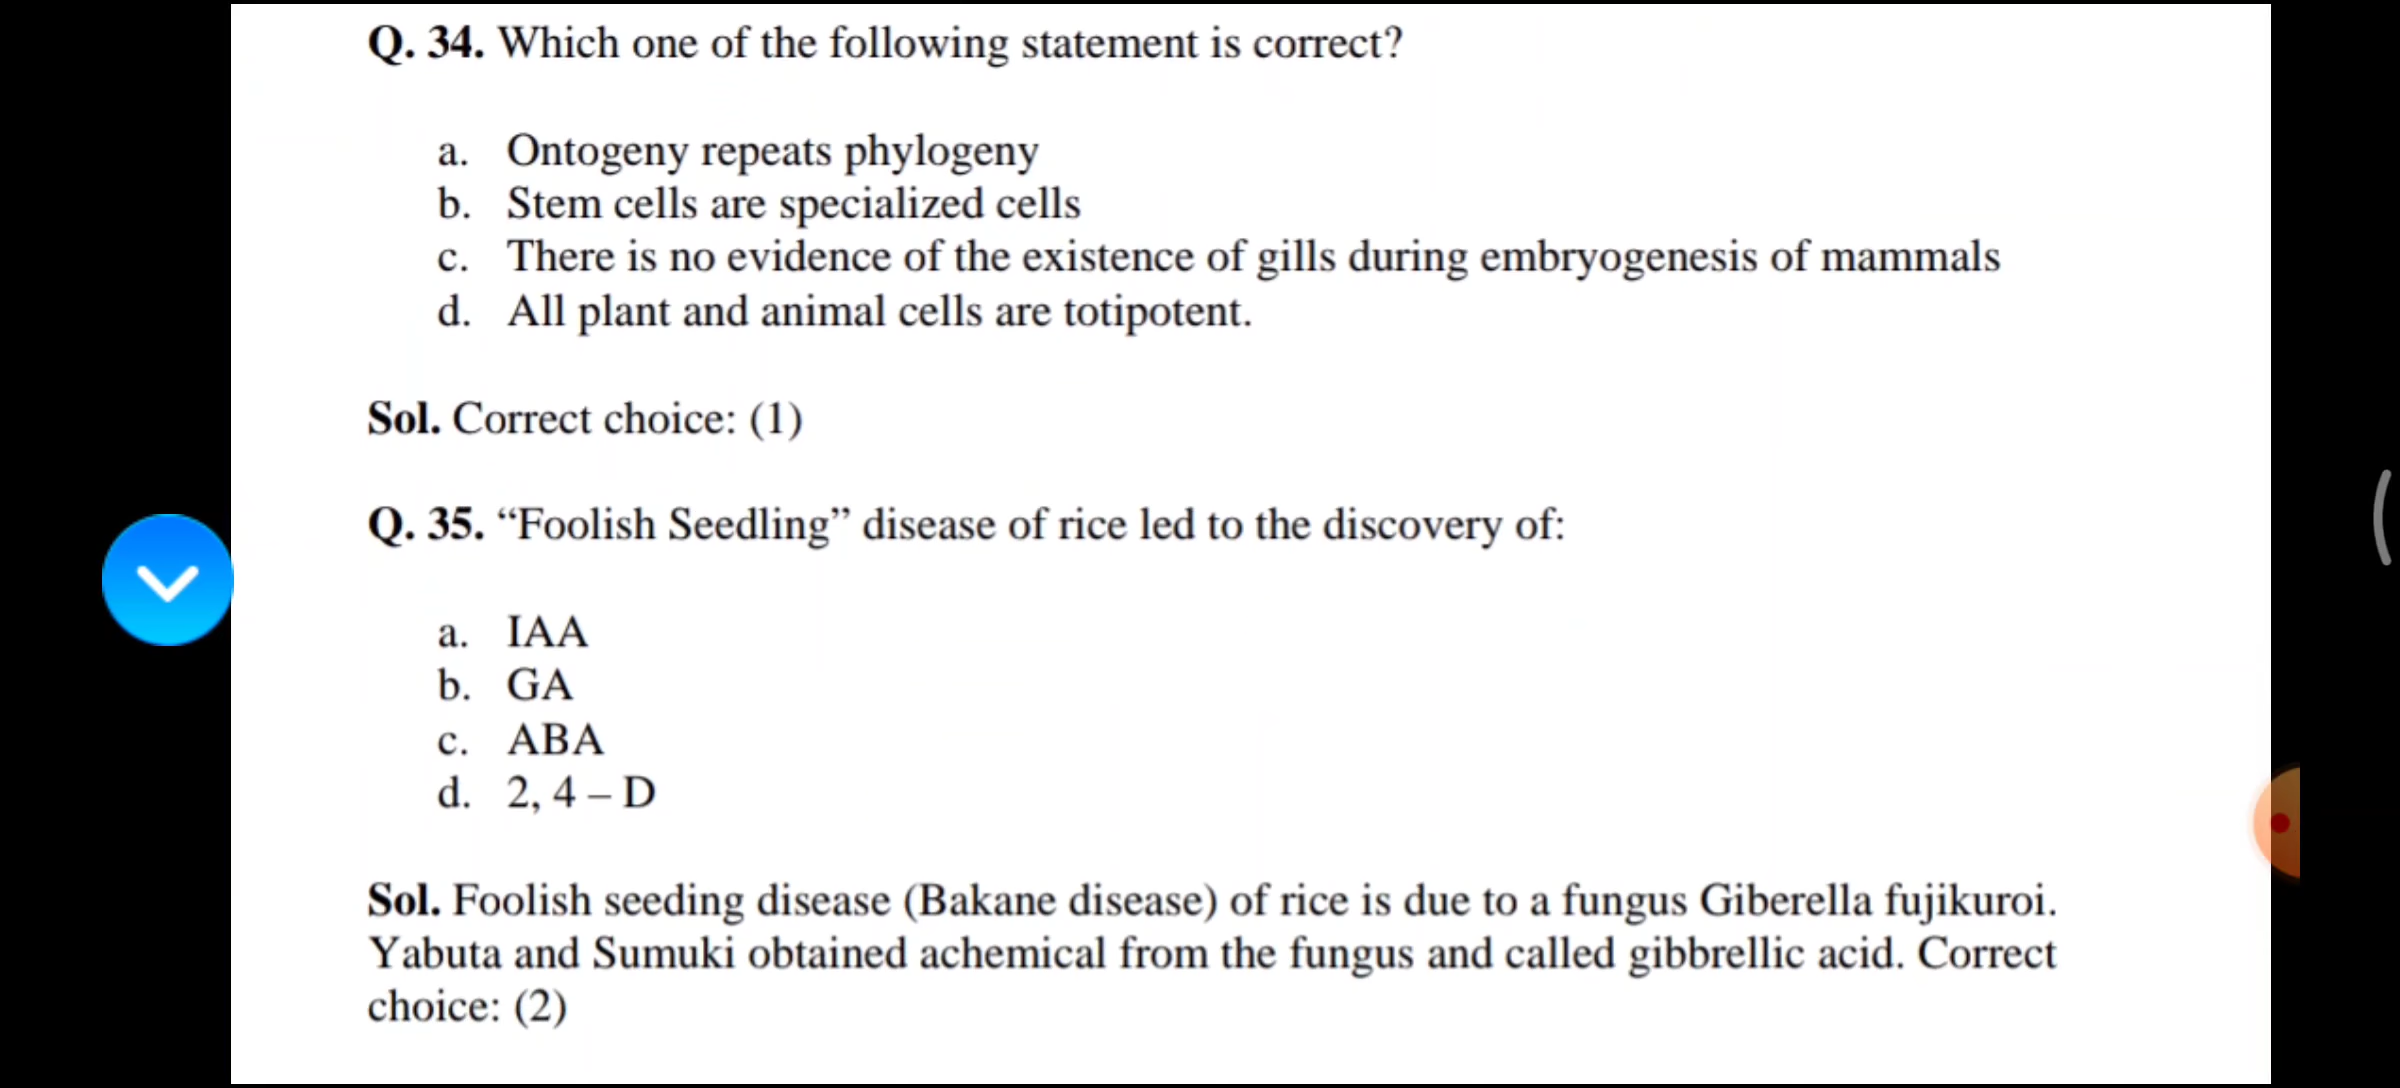 Q. 34. Which one of the following statement is correct?
a. Ontogeny repeats phylogeny
b. Stem cells are specialized cells
c. There is no evidence of the existence of gills during embryogenesis of mammals
d. All plant and animal cells are totipotent.
Sol. Correct choice: (1)
Q. 35. “Foolish Seedling” disease of rice led to the discovery of:
a. IAA
b. GA
c. ABA
d. 2, 4 – D
Sol. Foolish seeding disease (Bakane disease) of rice is due to a fungus Giberella fujikuroi.
Yabuta and Sumuki obtained achemical from the fungus and called gibbrellic acid. Correct
choice: (2)